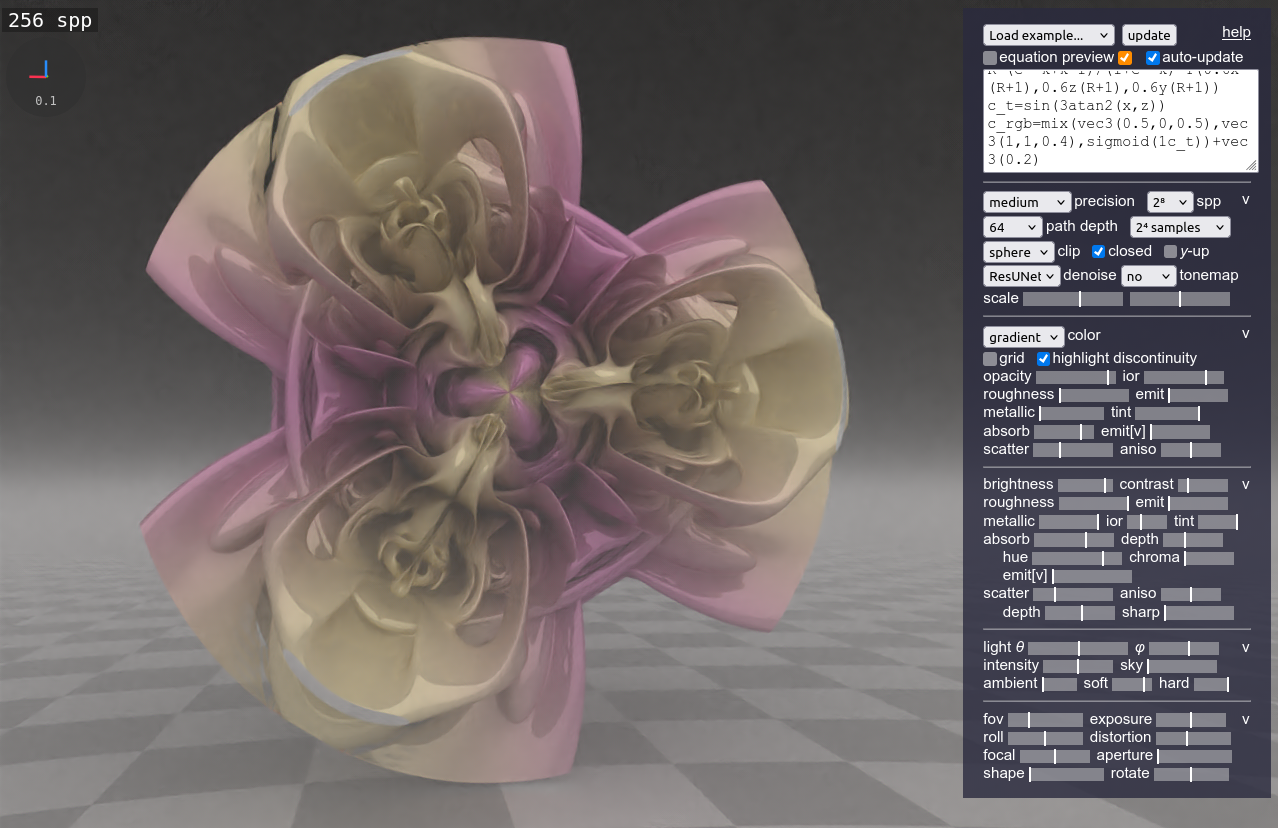 256 spp
0.1
Load example... update help
equation preview auto-update
(R+1),0.6z(R+1),0.6y(R+1))
c_t=sin(3atan2(x,z))
c_rgb=mix(vec3(0.5,0,0.5),vec
3(1,1,0.4),sigmoid(1c_t))+vec
3(0.2)
medium precision 2⁸ spp v
64 path depth 2⁴ samples
sphere clip closed y-up
ResUNet denoise no tonemap
scale
gradient color v
grid highlight discontinuity
opacity ior
roughness emit
metallic tint
absorb emit[v]
scatter aniso
brightness contrast v
roughness emit
metallic ior tint
absorb depth
hue chroma
emit[v]
scatter aniso
depth sharp
light θ φ v
intensity sky
ambient soft hard
fov exposure v
roll distortion
focal aperture
shape rotate